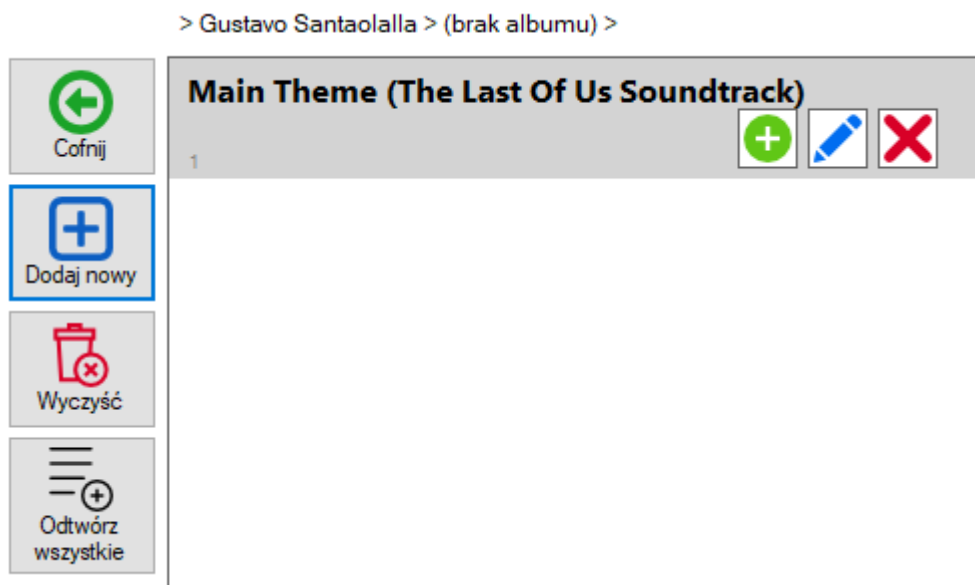 > Gustavo Santaolalla > (brak albumu) >
Cofnij
Dodaj nowy
Wyczyść
Odtwórz
wszystkie
Main Theme (The Last Of Us Soundtrack)
1